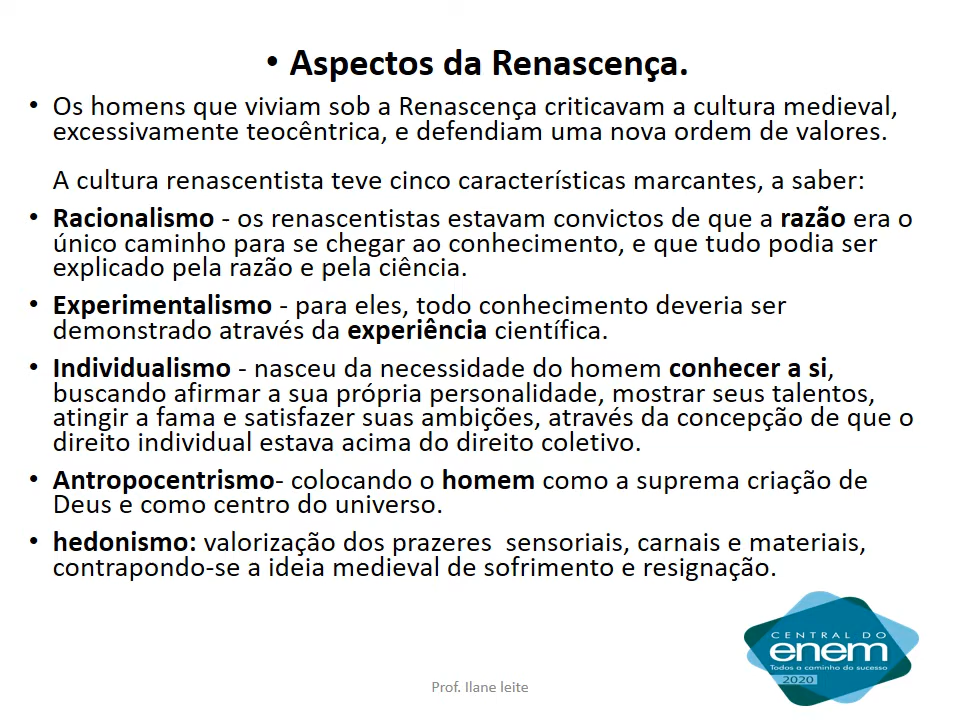 • Aspectos da Renascença.
• Os homens que viviam sob a Renascença criticavam a cultura medieval,
excessivamente teocêntrica, e defendiam uma nova ordem de valores.
A cultura renascentista teve cinco características marcantes, a saber:
• Racionalismo - os renascentistas estavam convictos de que a razão era o
único caminho para se chegar ao conhecimento, e que tudo podia ser
explicado pela razão e pela ciência.
• Experimentalismo - para eles, todo conhecimento deveria ser
demonstrado através da experiência científica.
• Individualismo - nasceu da necessidade do homem conhecer a si,
buscando afirmar a sua própria personalidade, mostrar seus talentos,
atingir a fama e satisfazer suas ambições, através da concepção de que o
direito individual estava acima do direito coletivo.
• Antropocentrismo- colocando o homem como a suprema criação de
Deus e como centro do universo.
• hedonismo: valorização dos prazeres  sensoriais, carnais e materiais,
contrapondo-se a ideia medieval de sofrimento e resignação.
CENTRAL DO
enem
Todos a caminho do sucesso
2020
Prof. Ilane leite